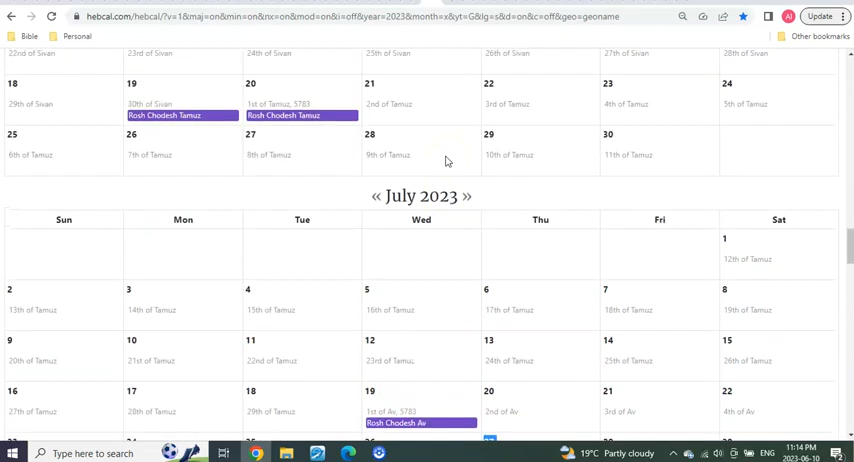 hebcal.com/hebcal/?v=1&maj=on&min=on&nx=on&mod=on&i=off&year=2023&month=x&yt=G&lg=s&d=on&c=off&geo=geoname
AI
Update
Bible Personal Other bookmarks
22nd of Sivan 23rd of Sivan 24th of Sivan 25th of Sivan 26th of Sivan 27th of Sivan 28th of Sivan
18 19 20 21 22 23 24
29th of Sivan 30th of Sivan 1st of Tamuz, 5783 2nd of Tamuz 3rd of Tamuz 4th of Tamuz 5th of Tamuz
Rosh Chodesh Tamuz Rosh Chodesh Tamuz
25 26 27 28 29 30
6th of Tamuz 7th of Tamuz 8th of Tamuz 9th of Tamuz 10th of Tamuz 11th of Tamuz
« July 2023 »
Sun Mon Tue Wed Thu Fri Sat
1
12th of Tamuz
2 3 4 5 6 7 8
13th of Tamuz 14th of Tamuz 15th of Tamuz 16th of Tamuz 17th of Tamuz 18th of Tamuz 19th of Tamuz
9 10 11 12 13 14 15
20th of Tamuz 21st of Tamuz 22nd of Tamuz 23rd of Tamuz 24th of Tamuz 25th of Tamuz 26th of Tamuz
16 17 18 19 20 21 22
27th of Tamuz 28th of Tamuz 29th of Tamuz 1st of Av, 5783 2nd of Av 3rd of Av 4th of Av
Rosh Chodesh Av
Type here to search
19°C Partly cloudy
ENG
11:14 PM
2023-06-10
2